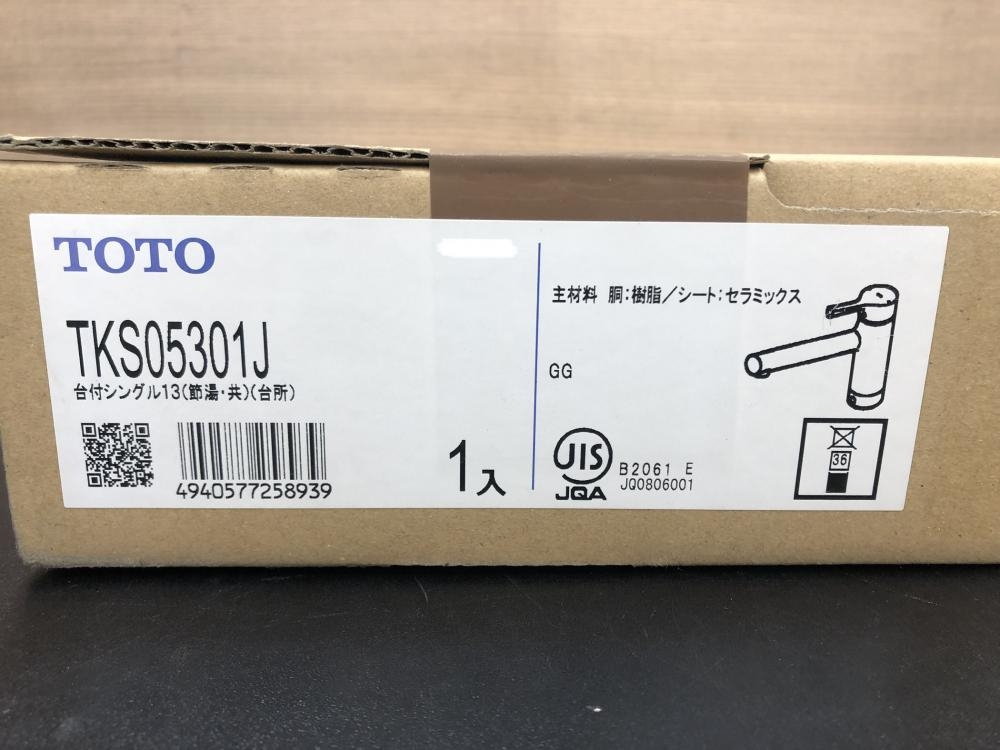 TOTO
TKS05301J
台付シングル13(節湯・共)(台所)
4940577258939
1入
主材料 胴:樹脂/シート:セラミックス
GG
JIS
JQA
B2061 E
JQ0806001
36